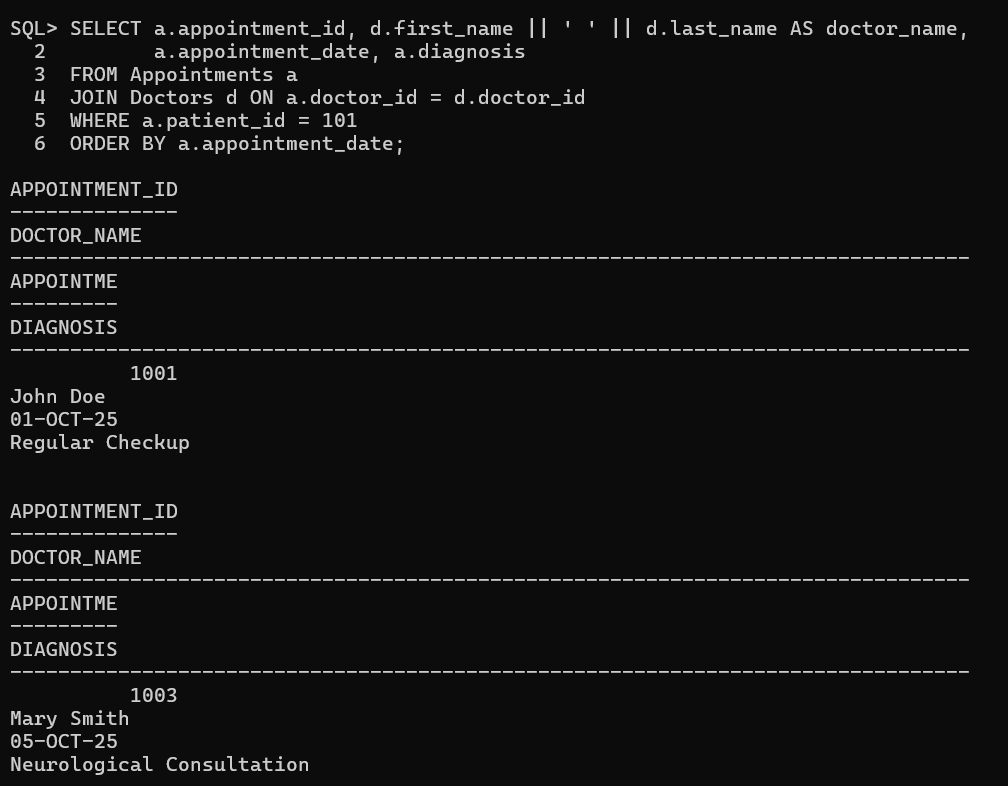 SQL> SELECT a.appointment_id, d.first_name || ' ' || d.last_name AS doctor_name,
  2         a.appointment_date, a.diagnosis
  3  FROM Appointments a
  4  JOIN Doctors d ON a.doctor_id = d.doctor_id
  5  WHERE a.patient_id = 101
  6  ORDER BY a.appointment_date;

APPOINTMENT_ID
--------------
DOCTOR_NAME
--------------------------------------------------------------------------------
APPOINTME
---------
DIAGNOSIS
--------------------------------------------------------------------------------
          1001
John Doe
01-OCT-25
Regular Checkup


APPOINTMENT_ID
--------------
DOCTOR_NAME
--------------------------------------------------------------------------------
APPOINTME
---------
DIAGNOSIS
--------------------------------------------------------------------------------
          1003
Mary Smith
05-OCT-25
Neurological Consultation